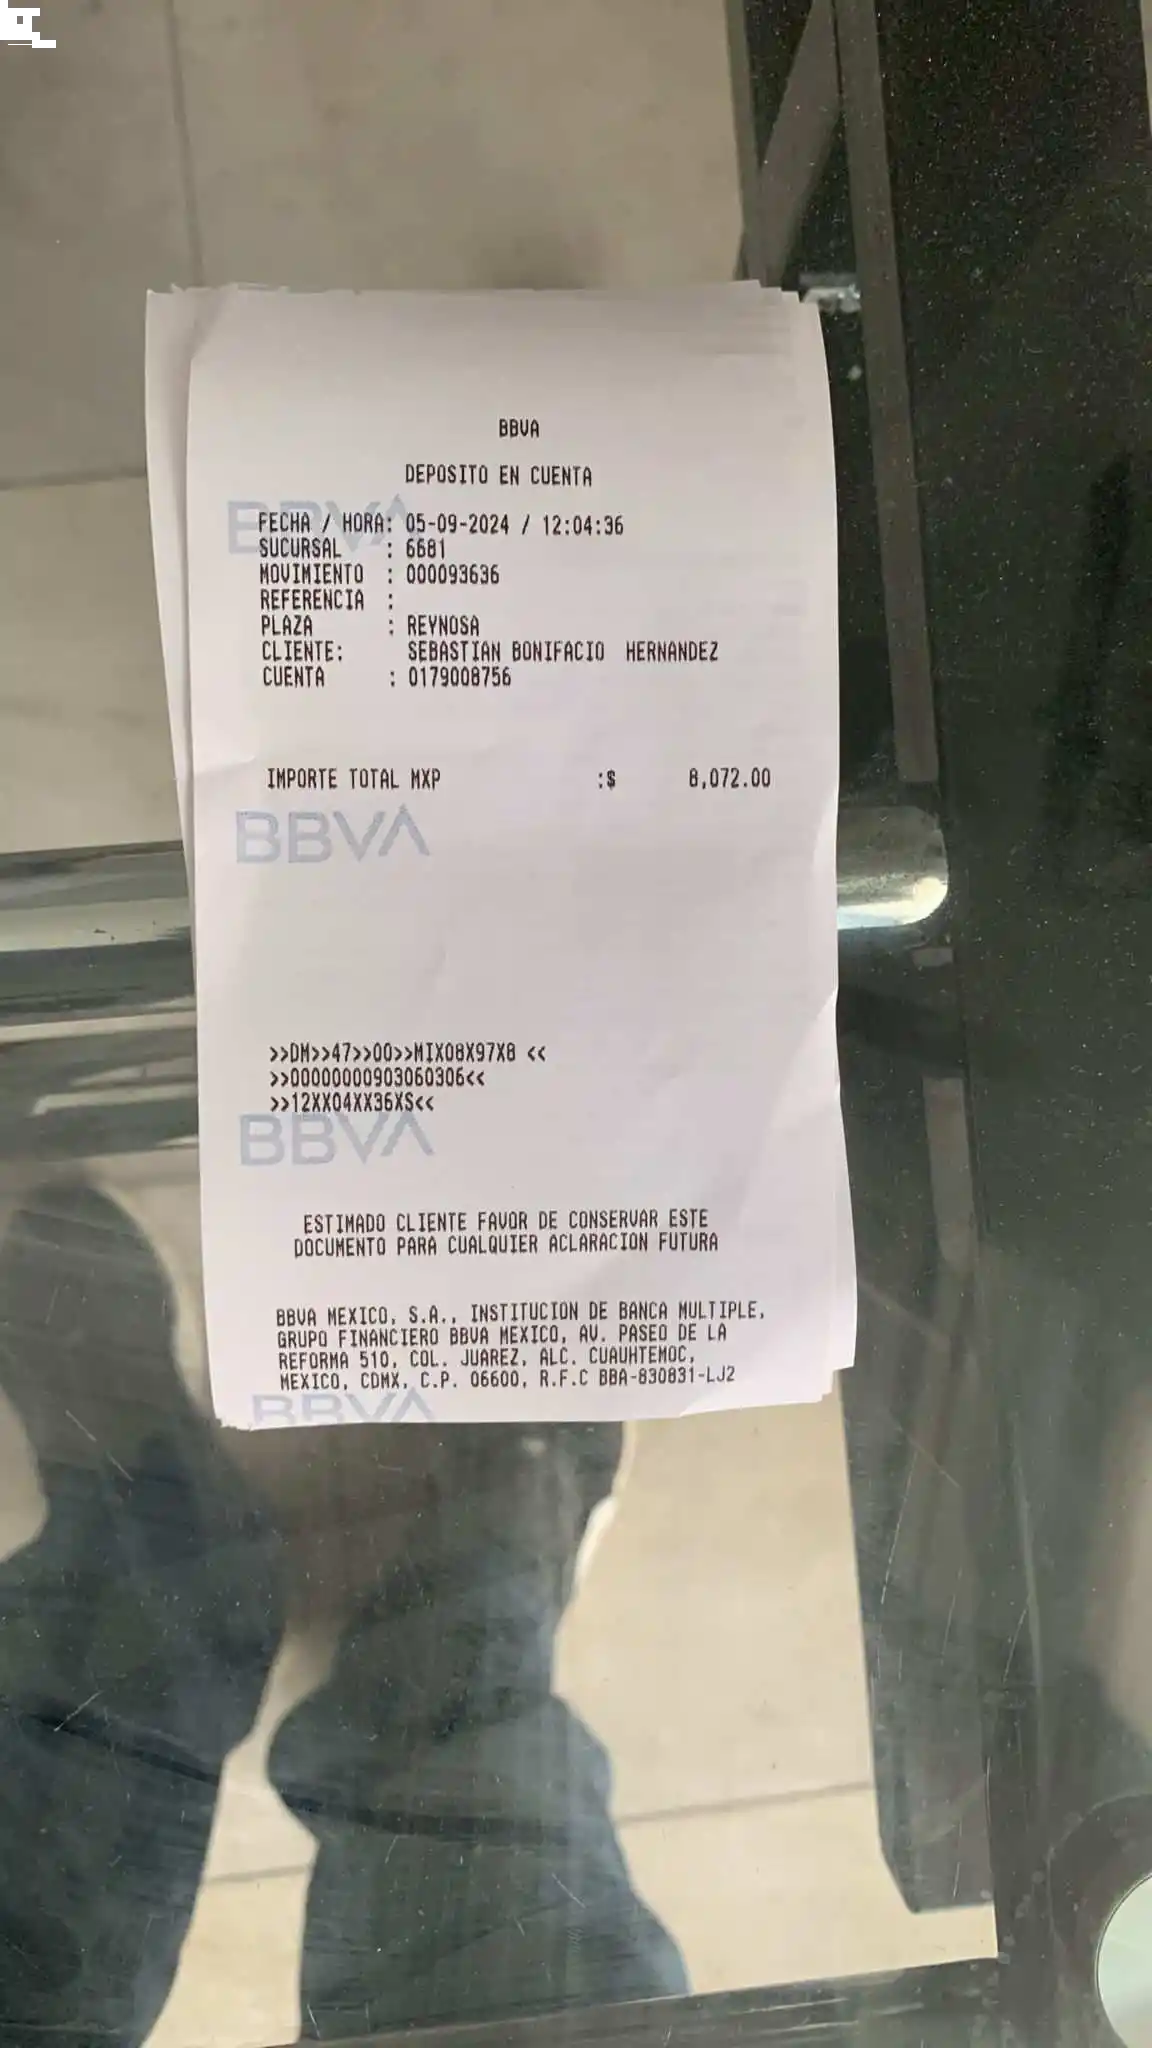 BBVA
DEPOSITO EN CUENTA
BBVA
FECHA / HORA: 05-09-2024 / 12:04:36
SUCURSAL : 6681
MOVIMIENTO : 000093636
REFERENCIA :
PLAZA : REYNOSA
CLIENTE: SEBASTIAN BONIFACIO HERNANDEZ
CUENTA : 0179008756
IMPORTE TOTAL MXP :$ 8,072.00
BBVA
>>DM>>47>>00>>MIX08X97X8 <<
>>00000000903060306<<
>>12XX04XX36XS<<
BBVA
ESTIMADO CLIENTE FAVOR DE CONSERVAR ESTE
DOCUMENTO PARA CUALQUIER ACLARACION FUTURA
BBVA MEXICO, S.A., INSTITUCION DE BANCA MULTIPLE,
GRUPO FINANCIERO BBVA MEXICO, AV. PASEO DE LA
REFORMA 510, COL. JUAREZ, ALC. CUAUHTEMOC,
MEXICO, CDMX, C.P. 06600, R.F.C BBA-830831-LJ2
BBVA